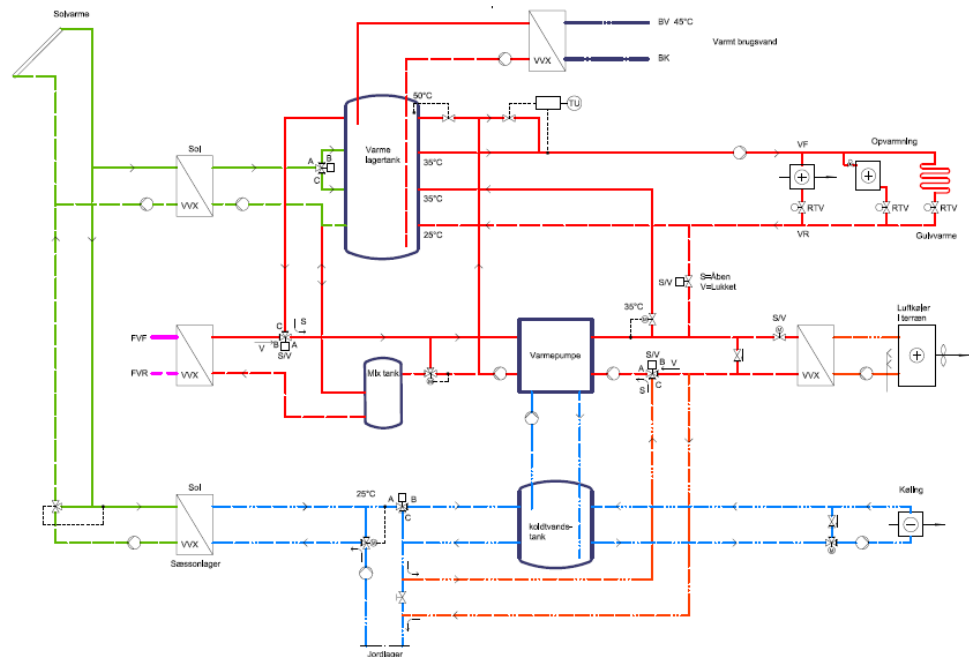 Solvarme
BV 45°C
Varmt brugsvand
VVX
BK
50°C
TU
Varme
lagertank
Sol
A
B
C
VVX
35°C
VF
Opvarmning
35°C
RTV
RTV
RTV
25°C
VR
Gulvvarme
S=Åben
V=Lukket
S/V
Luftkøler
I terræn
FVF
C
S
V
B
A
S/V
35°C
S/V
FVR
VVX
Mix tank
Varmepumpe
S/V
A
B
V
S
C
VVX
Sol
25°C
A
B
C
Køling
VVX
koldtvands-
tank
Sæssonlager
Jordlager